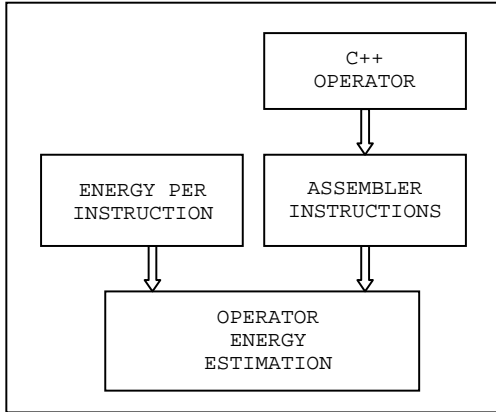 C++
OPERATOR
ENERGY PER
INSTRUCTION
ASSEMBLER
INSTRUCTIONS
OPERATOR
ENERGY
ESTIMATION